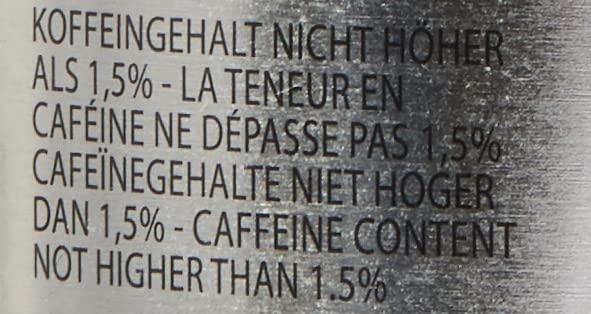 KOFFEINGEHALT NICHT HÖHER
ALS 1,5% - LA TENEUR EN
CAFÉINE NE DÉPASSE PAS 1,5%
CAFEÏNEGEHALTE NIET HOGER
DAN 1,5% - CAFFEINE CONTENT
NOT HIGHER THAN 1.5%